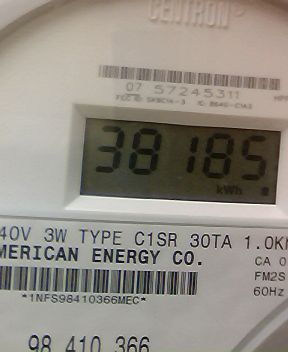 CENTRON®
07 57245311
38185
kWh
40V 3W TYPE C1SR 30TA 1.0K
MERICAN ENERGY CO.
CA 0
FM2S
60Hz
*1NFS98410366MEC*
98 410 366